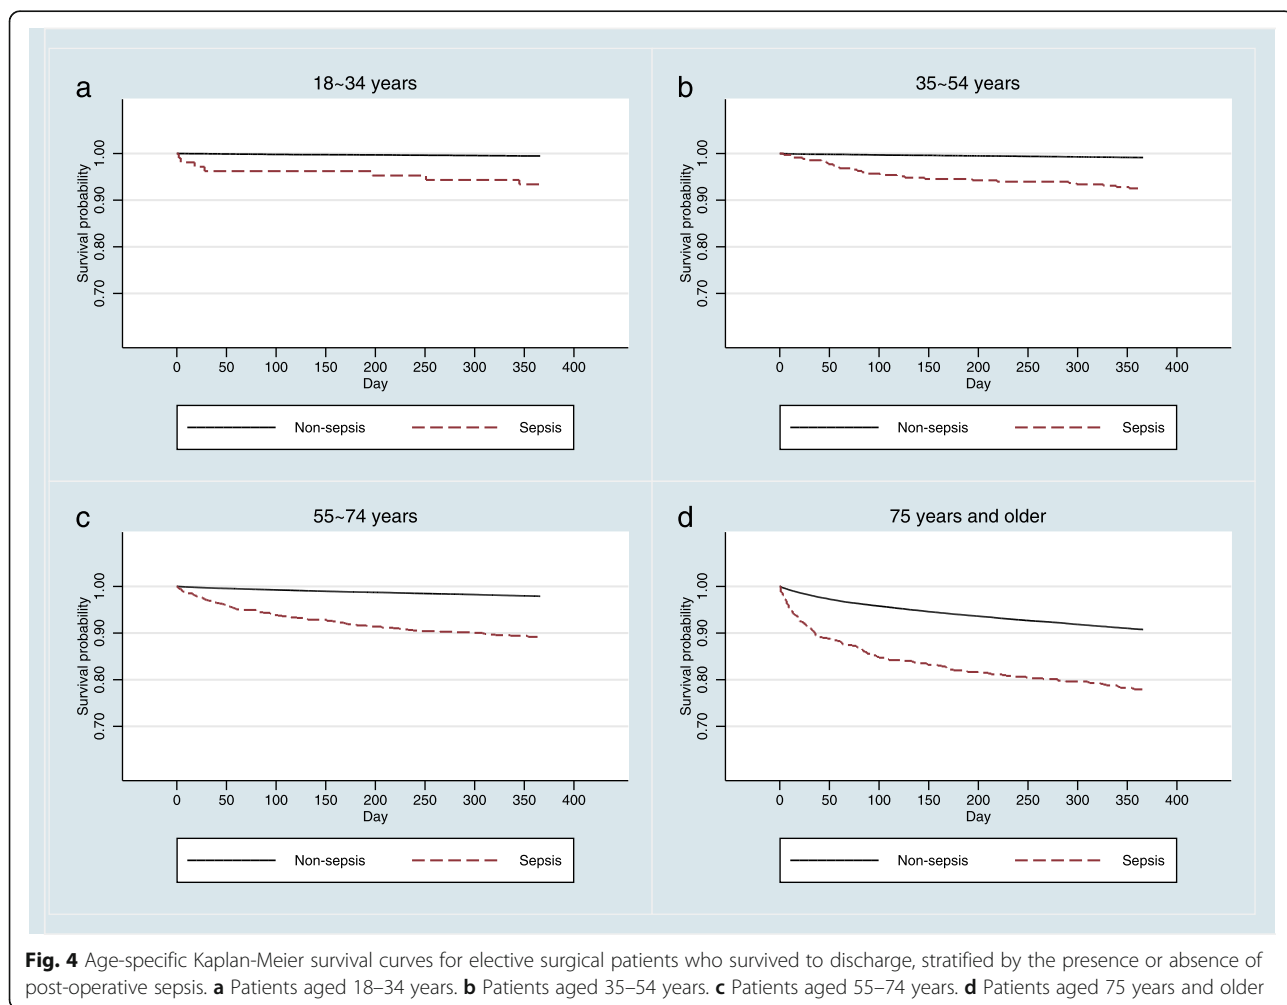 a
18~34 years
Survival probability
1.00
0.90
0.80
0.70
0 50 100 150 200 250 300 350 400
Day
Non-sepsis Sepsis
b
35~54 years
Survival probability
1.00
0.90
0.80
0.70
0 50 100 150 200 250 300 350 400
Day
Non-sepsis Sepsis
c
55~74 years
Survival probability
1.00
0.90
0.80
0.70
0 50 100 150 200 250 300 350 400
Day
Non-sepsis Sepsis
d
75 years and older
Survival probability
1.00
0.90
0.80
0.70
0 50 100 150 200 250 300 350 400
Day
Non-sepsis Sepsis
Fig. 4 Age-specific Kaplan-Meier survival curves for elective surgical patients who survived to discharge, stratified by the presence or absence of
post-operative sepsis. a Patients aged 18–34 years. b Patients aged 35–54 years. c Patients aged 55–74 years. d Patients aged 75 years and older